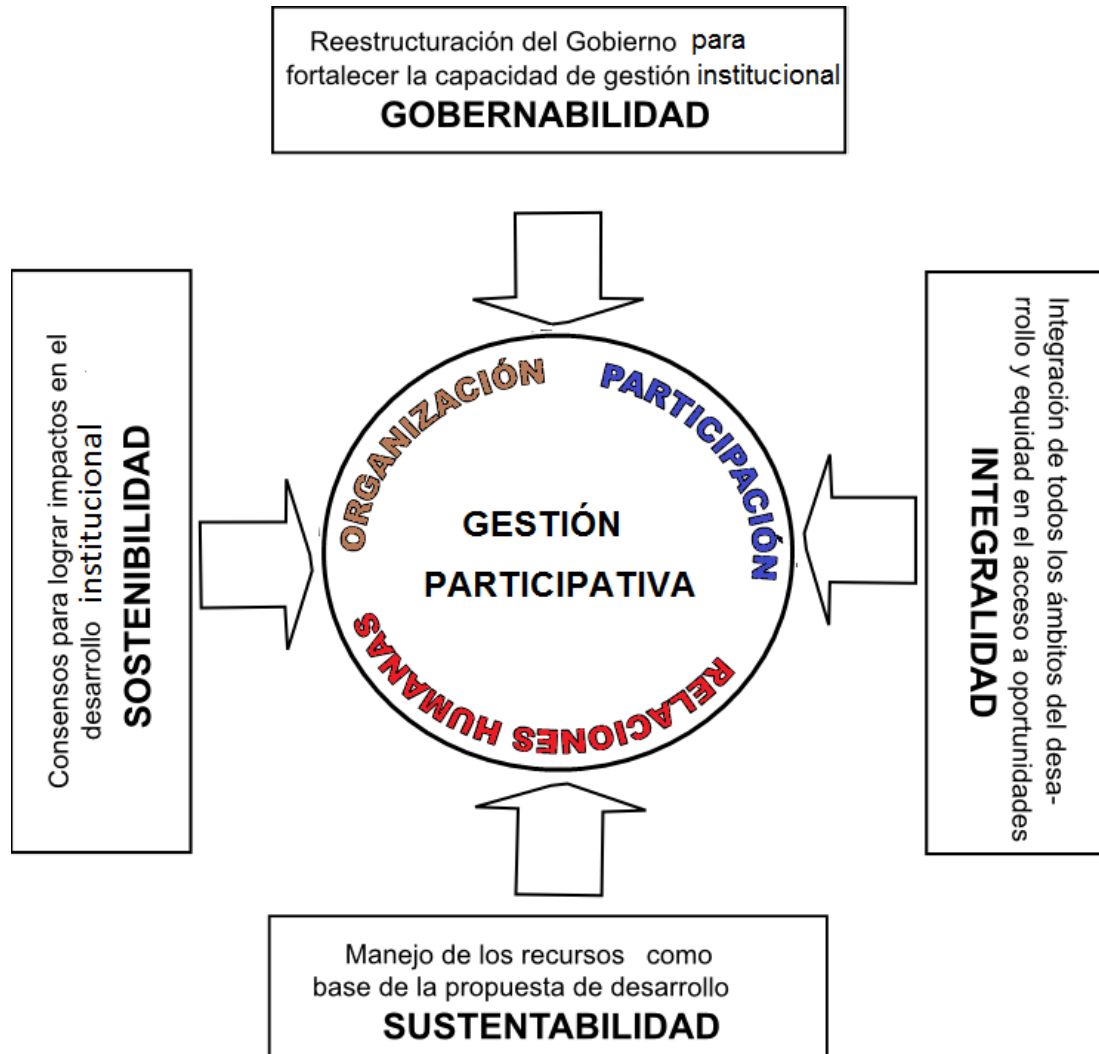 Reestructuración del Gobierno para
fortalecer la capacidad de gestión institucional
GOBERNABILIDAD
Consensos para lograr impactos en el
desarrollo institucional
SOSTENIBILIDAD
ORGANIZACIÓN
PARTICIPACIÓN
GESTIÓN
PARTICIPATIVA
RELACIONES HUMANAS
Integración de todos los ámbitos del desa-
rrollo y equidad en el acceso a oportunidades
INTEGRALIDAD
Manejo de los recursos como
base de la propuesta de desarrollo
SUSTENTABILIDAD